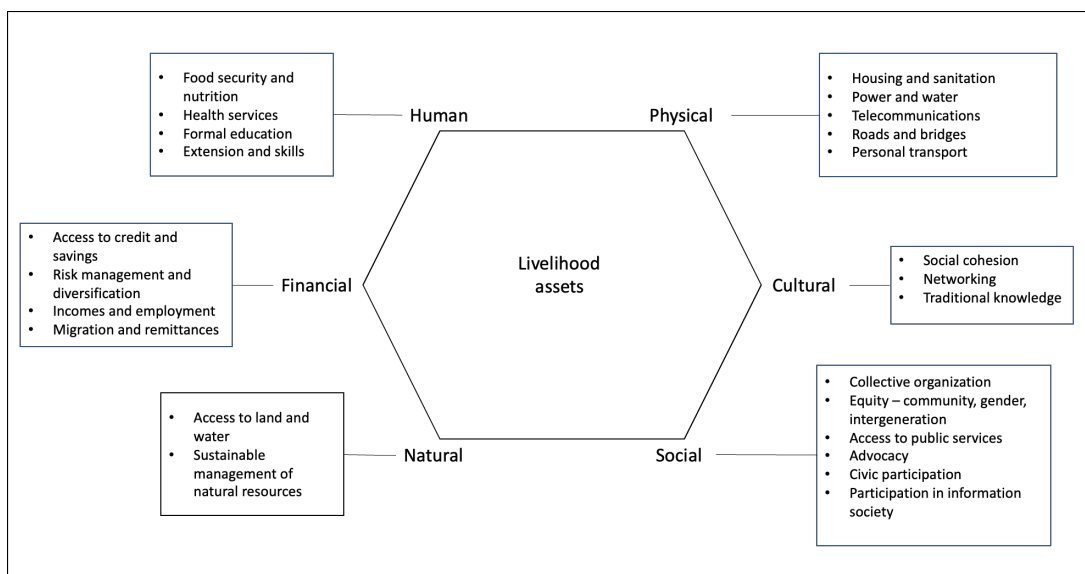 • Food security and
nutrition
• Health services
• Formal education
• Extension and skills
Human
Physical
• Housing and sanitation
• Power and water
• Telecommunications
• Roads and bridges
• Personal transport
• Access to credit and
savings
• Risk management and
diversification
• Incomes and employment
• Migration and remittances
Financial
Livelihood
assets
Cultural
• Social cohesion
• Networking
• Traditional knowledge
• Access to land and
water
• Sustainable
management of
natural resources
Natural
Social
• Collective organization
• Equity – community, gender,
intergeneration
• Access to public services
• Advocacy
• Civic participation
• Participation in information
society